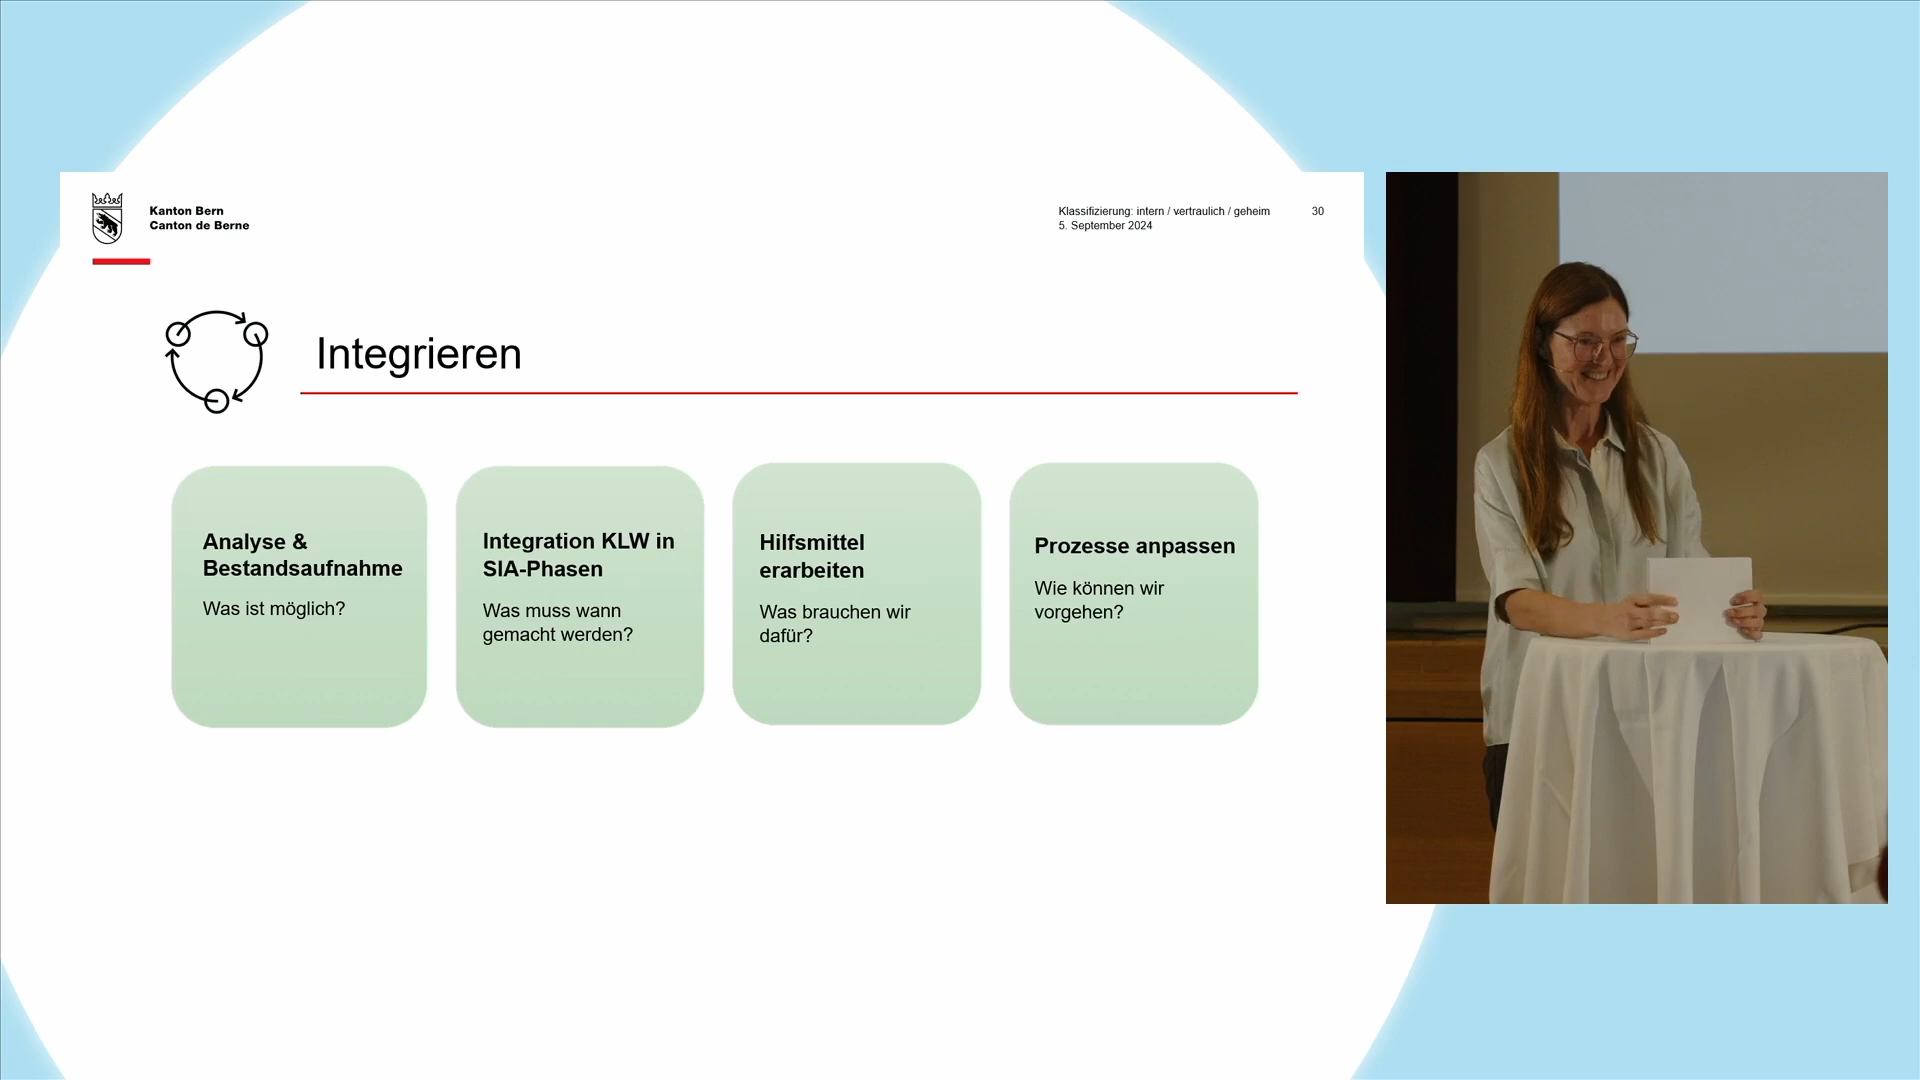 Kanton Bern
Canton de Berne
Klassifizierung: intern / vertraulich / geheim
5. September 2024
30
Integrieren
Analyse &
Bestandsaufnahme
Was ist möglich?
Integration KLW in
SIA-Phasen
Was muss wann
gemacht werden?
Hilfsmittel
erarbeiten
Was brauchen wir
dafür?
Prozesse anpassen
Wie können wir
vorgehen?